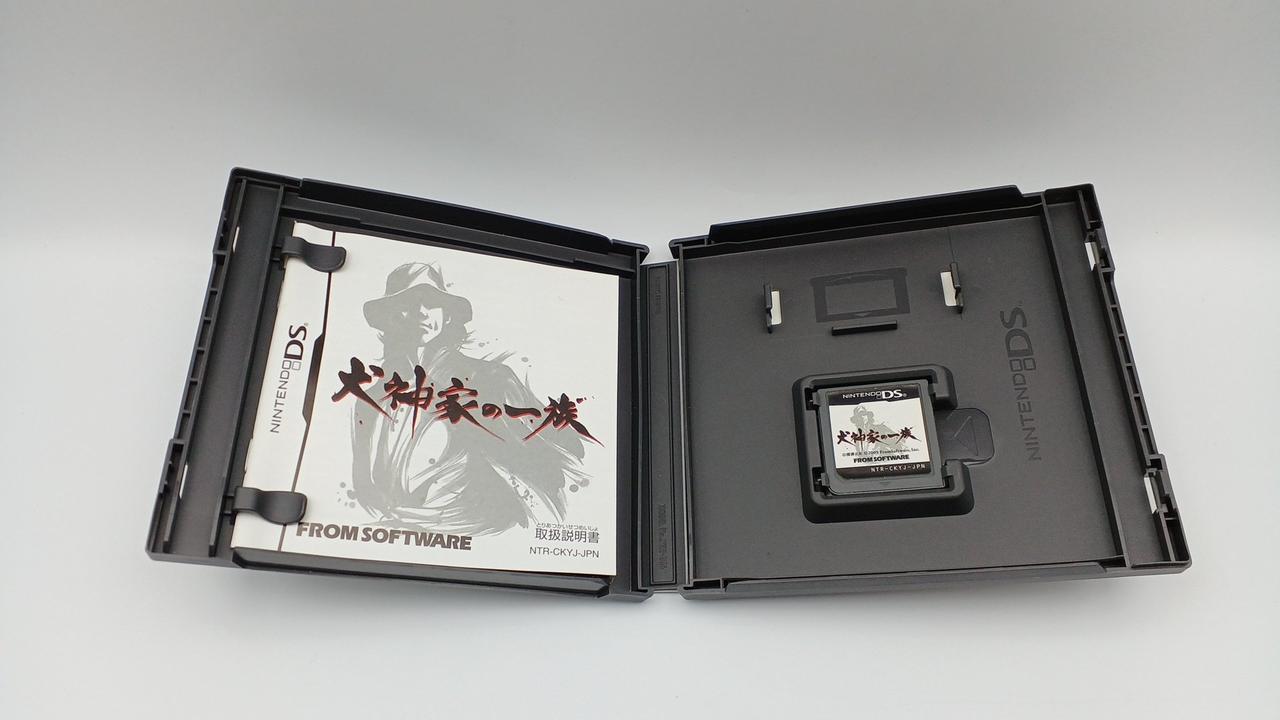 NINTENDO DS
犬神家の一族
FROM SOFTWARE
とりあつかいせつめいしょ
取扱説明書
NTR-CKYJ-JPN
NINTENDO DS
犬神家の一族
FROM SOFTWARE
NTR-CKYJ-JPN
NINTENDO DS